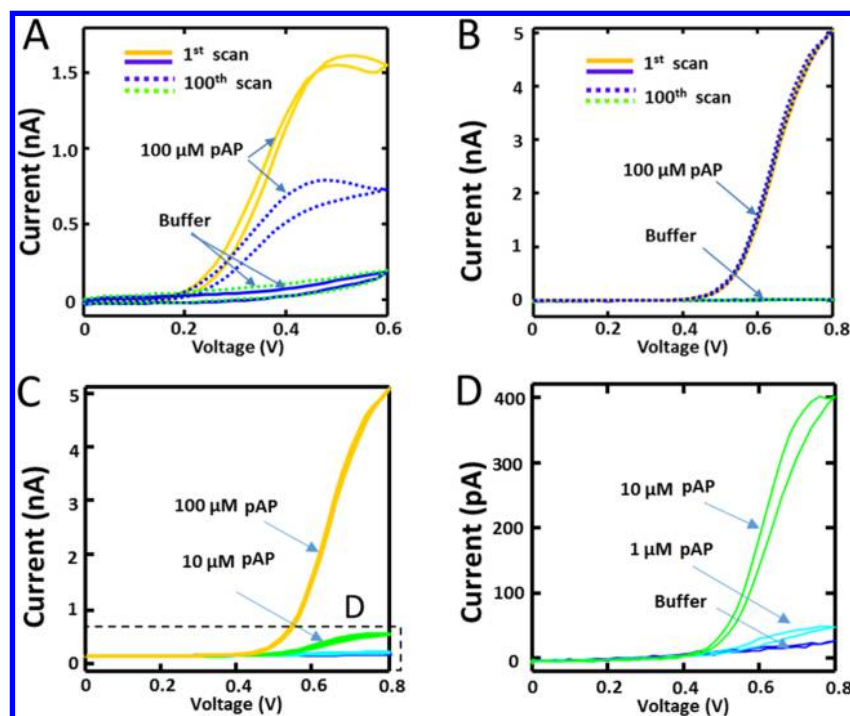 A
1st scan
100th scan
100 µM pAP
Buffer
Current (nA)
1.5
1.0
0.5
0
0 0.2 0.4 0.6
Voltage (V)
B
1st scan
100th scan
100 µM pAP
Buffer
Current (nA)
5
4
3
2
1
0
0 0.2 0.4 0.6 0.8
Voltage (V)
C
100 µM pAP
10 µM pAP
D
Current (nA)
5
4
3
2
1
0
0 0.2 0.4 0.6 0.8
Voltage (V)
D
10 µM pAP
1 µM pAP
Buffer
Current (pA)
400
300
200
100
0
0 0.2 0.4 0.6 0.8
Voltage (V)